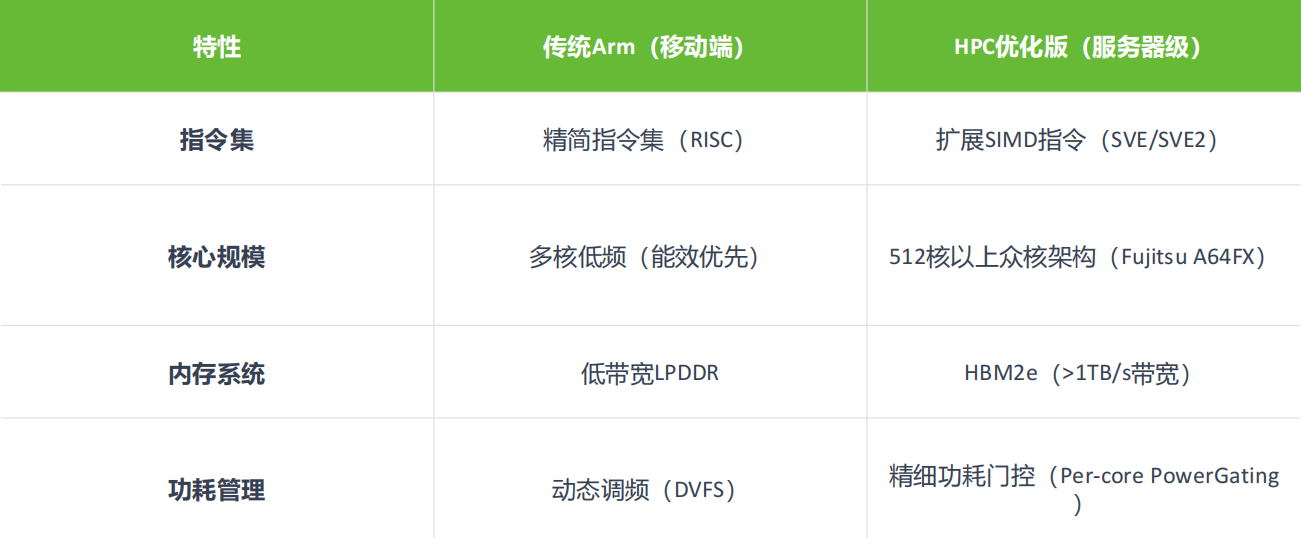 特性 传统Arm（移动端） HPC优化版（服务器级）
指令集 精简指令集（RISC） 扩展SIMD指令（SVE/SVE2）
核心规模 多核低频（能效优先） 512核以上众核架构（Fujitsu A64FX）
内存系统 低带宽LPDDR HBM2e（>1TB/s带宽）
功耗管理 动态调频（DVFS） 精细功耗门控（Per-core PowerGating
）